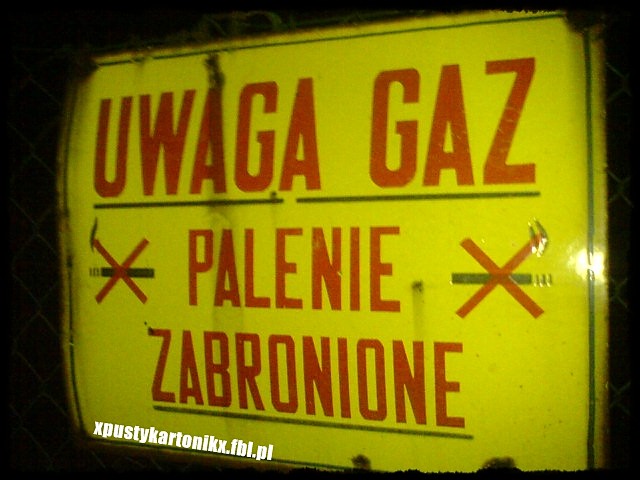 UWAGA GAZ
PALENIE
ZABRONIONE
xpustykartonikx.fbl.pl